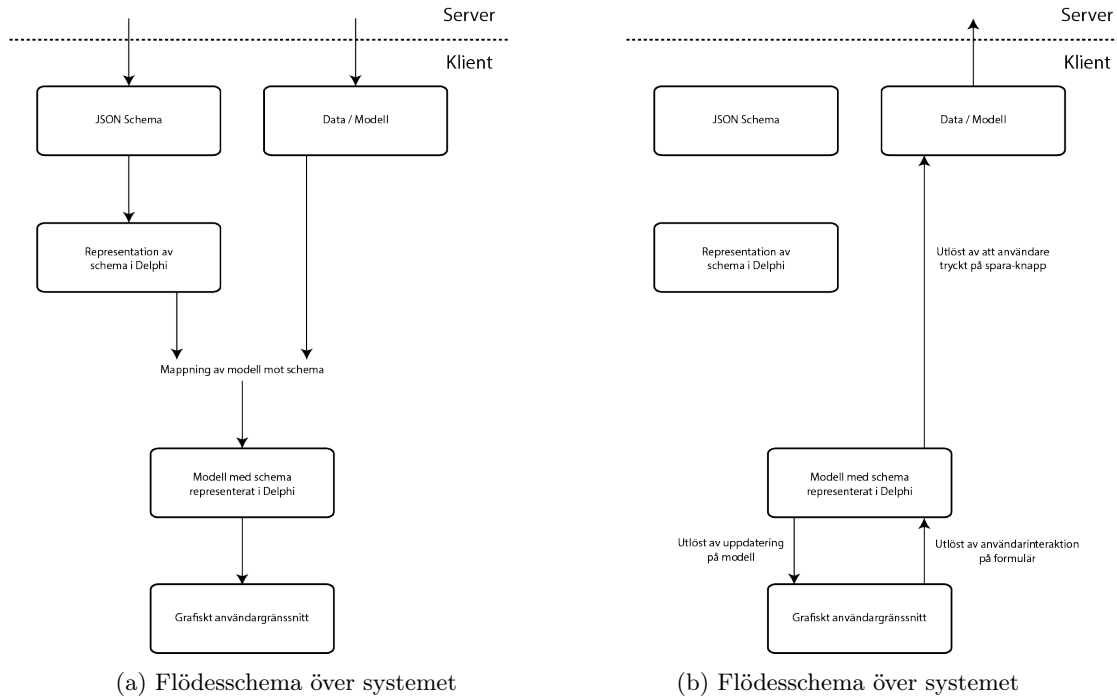 Server
Klient
JSON Schema
Data / Modell
Representation av
schema i Delphi
Mappning av modell mot schema
Modell med schema
representerat i Delphi
Grafiskt användargränssnitt
(a) Flödesschema över systemet
Server
Klient
JSON Schema
Data / Modell
Representation av
schema i Delphi
Utlöst av att användare
tryckt på spara-knapp
Modell med schema
representerat i Delphi
Utlöst av uppdatering
på modell
Utlöst av användarinteraktion
på formulär
Grafiskt användargränssnitt
(b) Flödesschema över systemet